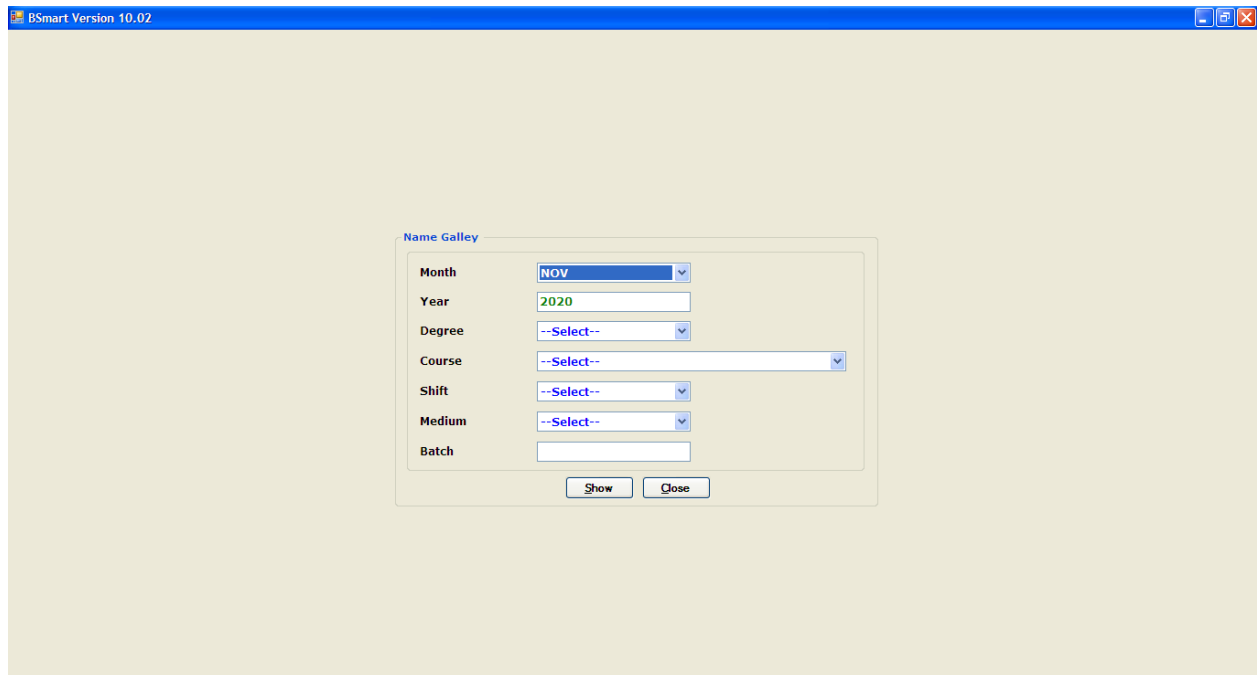 BSmart Version 10.02
Name Galley
Month NOV
Year 2020
Degree --Select--
Course --Select--
Shift --Select--
Medium --Select--
Batch
Show Close